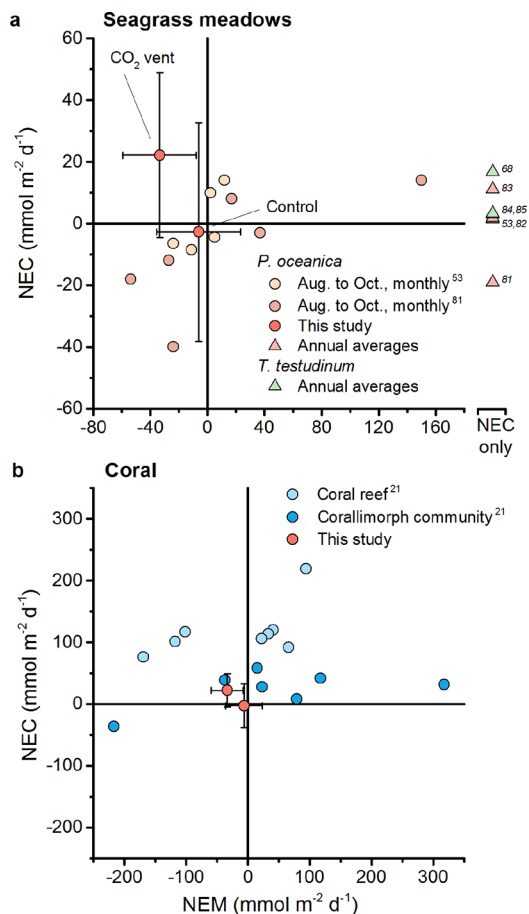 a Seagrass meadows
60
CO2 vent
40
68
20
83
84,85
0
53,82
Control
NEC (mmol m-2 d-1)
P. oceanica
-20
Aug. to Oct., monthly 53
81
Aug. to Oct., monthly 81
This study
-40
Annual averages
T. testudinum
Annual averages
-60
-80 -40 0 40 80 120 160 NEC
only
b Coral
Coral reef 21
300
Corallimorph community 21
This study
200
100
0
NEC (mmol m-2 d-1)
-100
-200
-200 -100 0 100 200 300
NEM (mmol m-2 d-1)